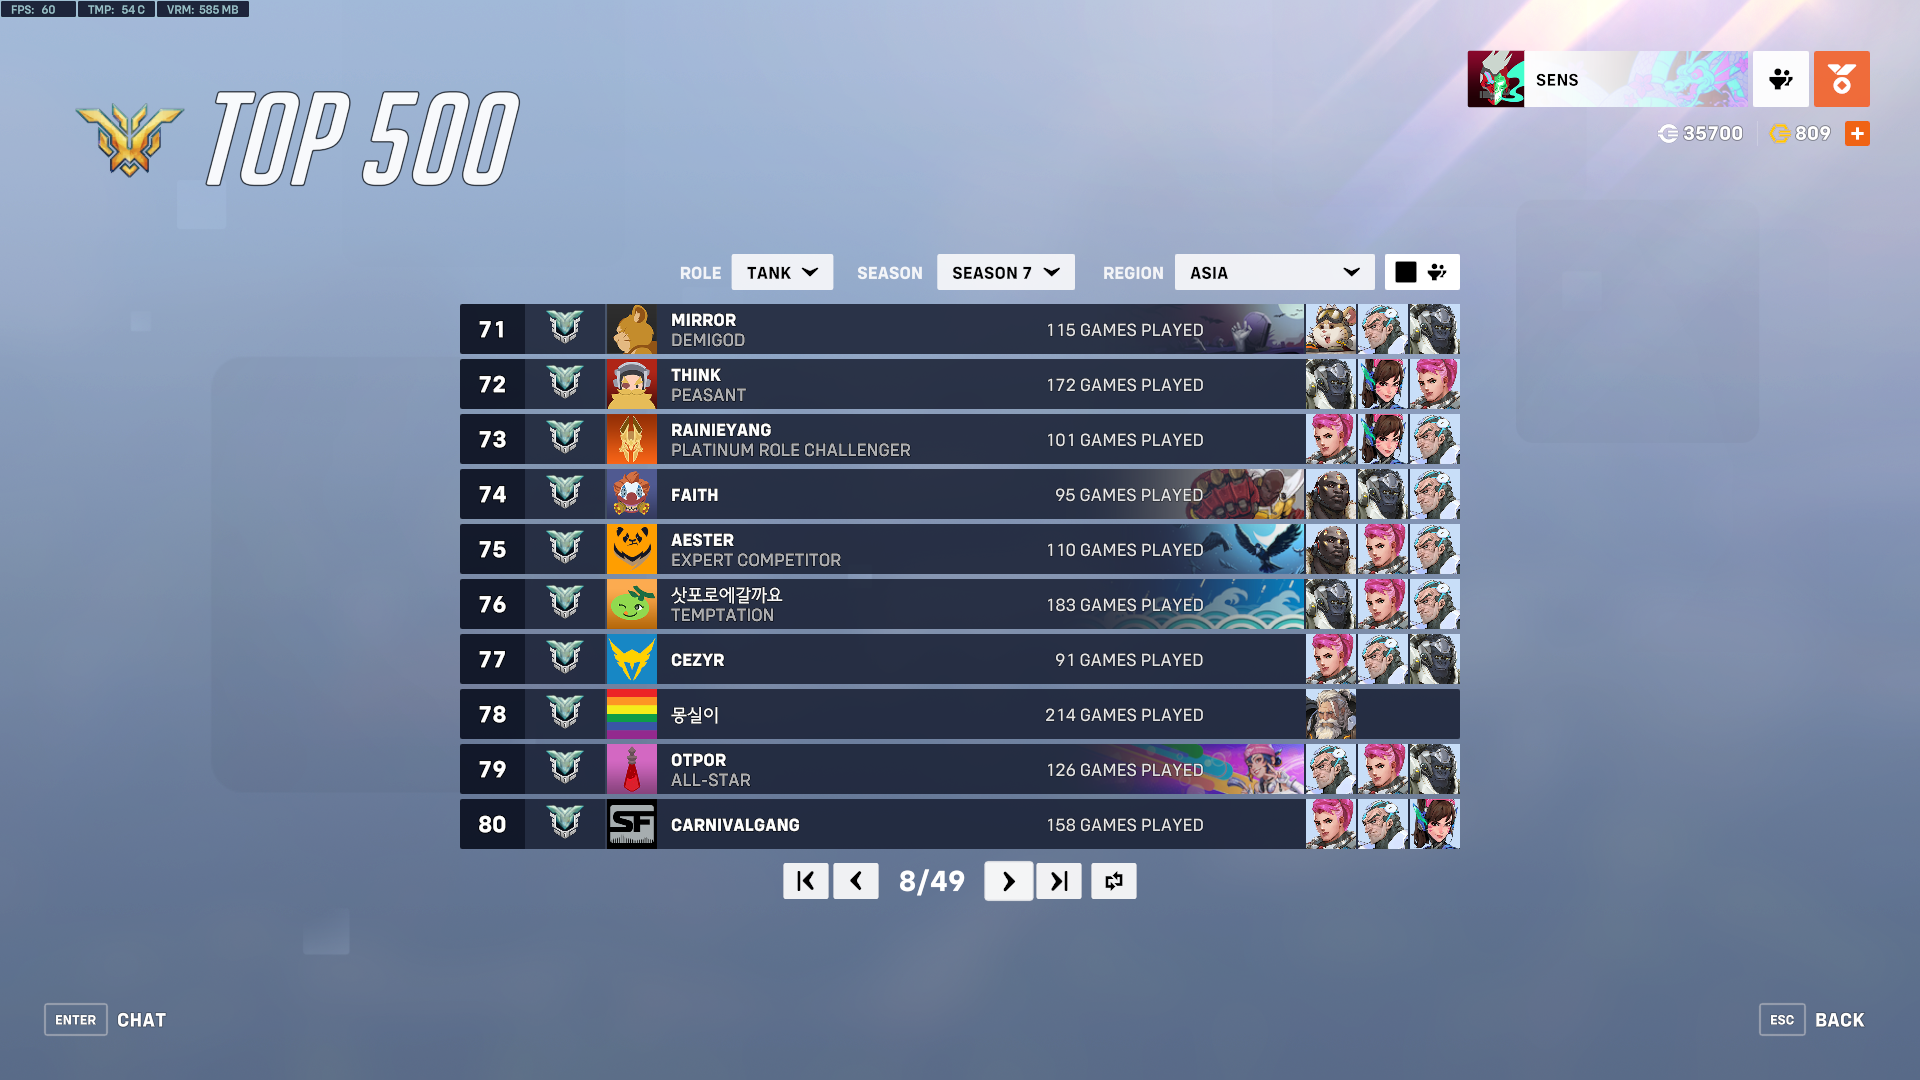 FPS: 60 TMP: 54 C VRM: 585 MB
SENS
TOP 500
35700 809
ROLE TANK SEASON SEASON 7 REGION ASIA
71 MIRROR 115 GAMES PLAYED
DEMIGOD
72 THINK 172 GAMES PLAYED
PEASANT
73 RAINIEYANG 101 GAMES PLAYED
PLATINUM ROLE CHALLENGER
74 FAITH 95 GAMES PLAYED
75 AESTER 110 GAMES PLAYED
EXPERT COMPETITOR
76 삿포로에갈까요 183 GAMES PLAYED
TEMPTATION
77 CEZYR 91 GAMES PLAYED
78 몽실이 214 GAMES PLAYED
79 OTPOR 126 GAMES PLAYED
ALL-STAR
80 SF CARNIVALGANG 158 GAMES PLAYED
8/49
ENTER CHAT
ESC BACK